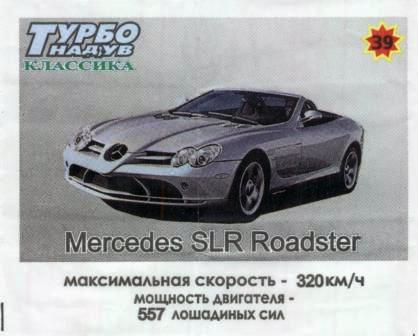 ТУРБО
НАДУВ
КЛАССИКА
39
Mercedes SLR Roadster
МАКСИМАЛЬНАЯ СКОРОСТЬ - 320КМ/Ч
МОЩНОСТЬ ДВИГАТЕЛЯ -
557 ЛОШАДИНЫХ СИЛ